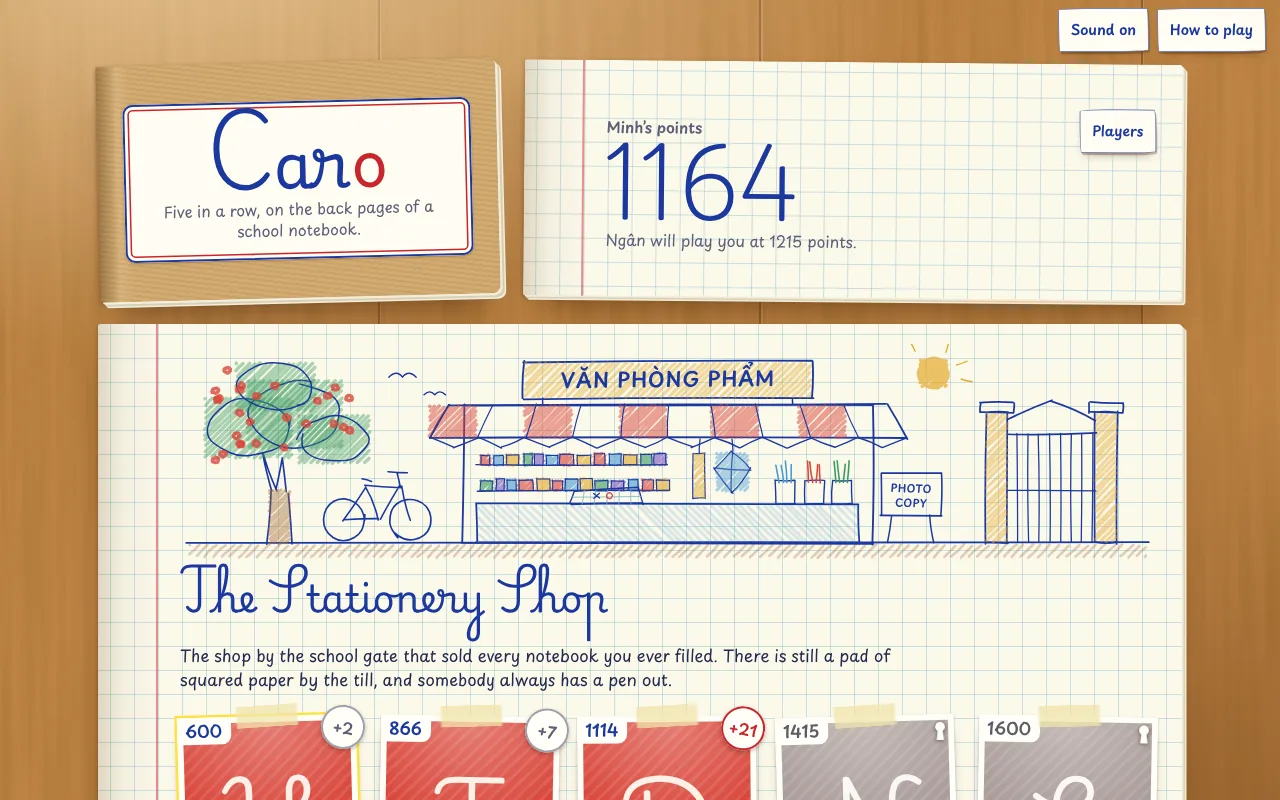 Sound on
How to play
Caro
Five in a row, on the back pages of a
school notebook.
Minh's points
1164
Ngân will play you at 1215 points.
Players
VĂN PHÒNG PHẨM
PHOTO
COPY
The Stationery Shop
The shop by the school gate that sold every notebook you ever filled. There is still a pad of
squared paper by the till, and somebody always has a pen out.
600
+2
866
+7
1114
+21
1415
1600